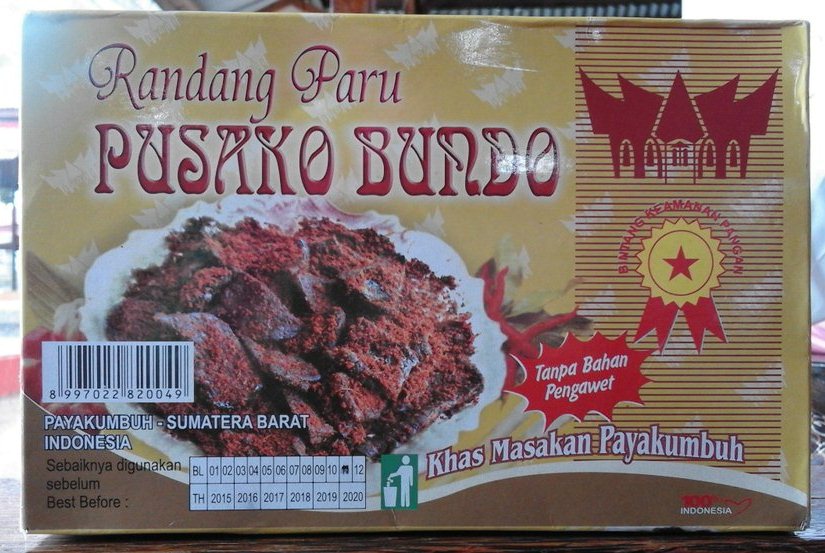 Randang Paru
PUSAKO BUNDO
BINTANG KEAMANAN PANGAN
Tanpa Bahan
Pengawet
8 997022 820049
PAYAKUMBUH - SUMATERA BARAT
INDONESIA
Khas Masakan Payakumbuh
Sebaiknya digunakan
sebelum
Best Before :
BL 01 02 03 04 05 06 07 08 09 10 12
TH 2015 2016 2017 2018 2019 2020
100%
INDONESIA